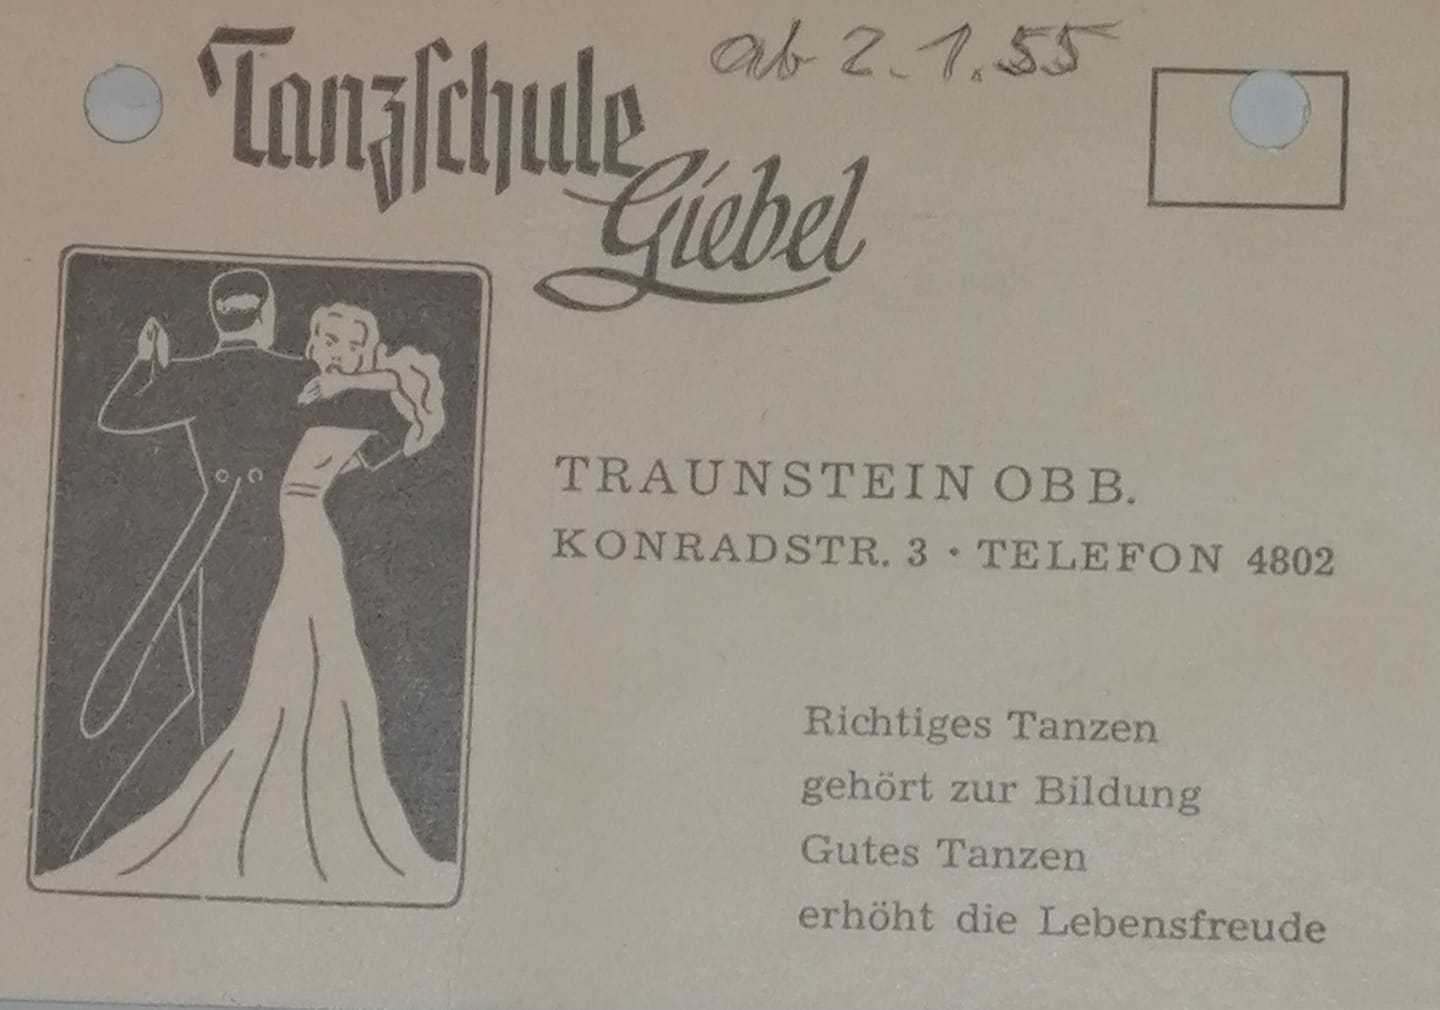 Tanzschule
ab 2.1.55
Giebel
TRAUNSTEIN OBB.
KONRADSTR. 3 • TELEFON 4802
Richtiges Tanzen
gehört zur Bildung
Gutes Tanzen
erhöht die Lebensfreude